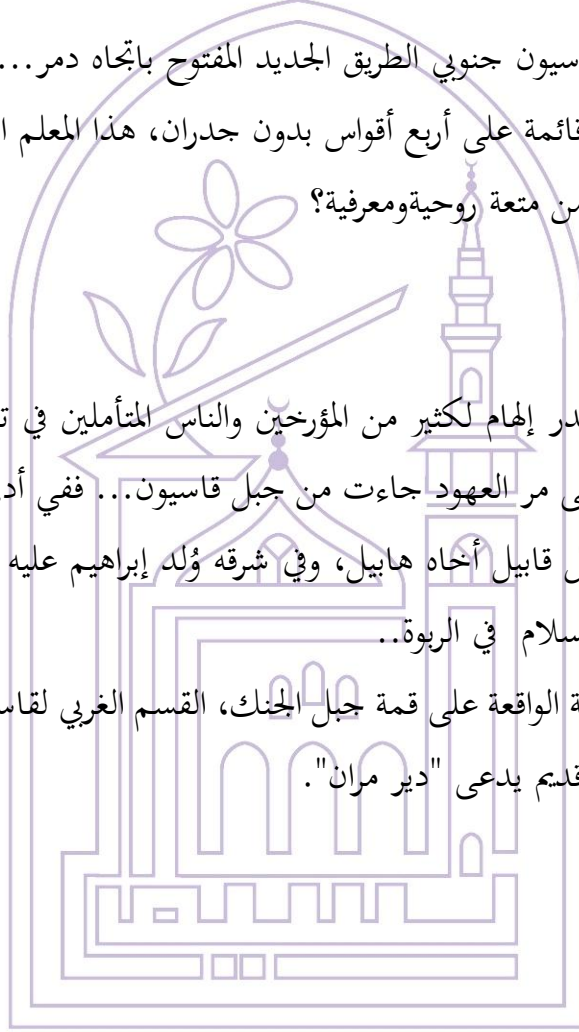 سيون جنوبي الطريق الجديد المفتوح باتجاه دمر...
قائمة على أربع أقواس بدون جدران، هذا المعلم ا
من متعة روحيةومعرفية؟
در إلهام لكثير من المؤرخين والناس المتأملين في ت
ى مر العهود جاءت من جبل قاسيون... ففي أد
ل قابيل أخاه هابيل، وفي شرقه وُلد إبراهيم عليه
سلام في الربوة..
ة الواقعة على قمة جبل الجنك، القسم الغربي لقاس
قديم يدعى "دير مران".